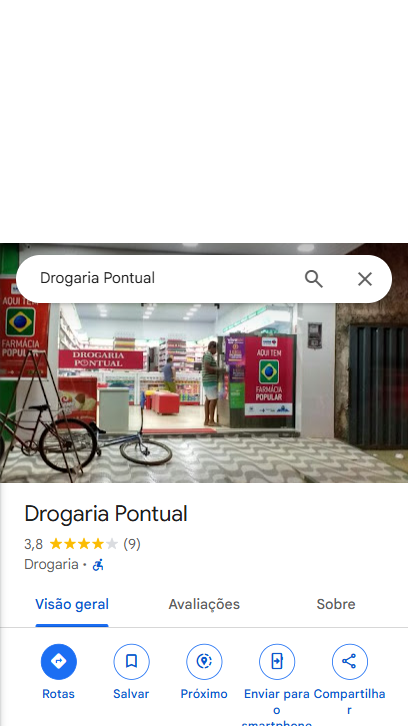 Drogaria Pontual
AQUI TEM
FARMÁCIA
POPULAR
DROGARIA
PONTUAL
AQUI TEM
FARMÁCIA
POPULAR
Drogaria Pontual
3,8 (9)
Drogaria ·
Visão geral
Avaliações
Sobre
Rotas
Salvar
Próximo
Enviar para
o
smartphone
Compartilha
r